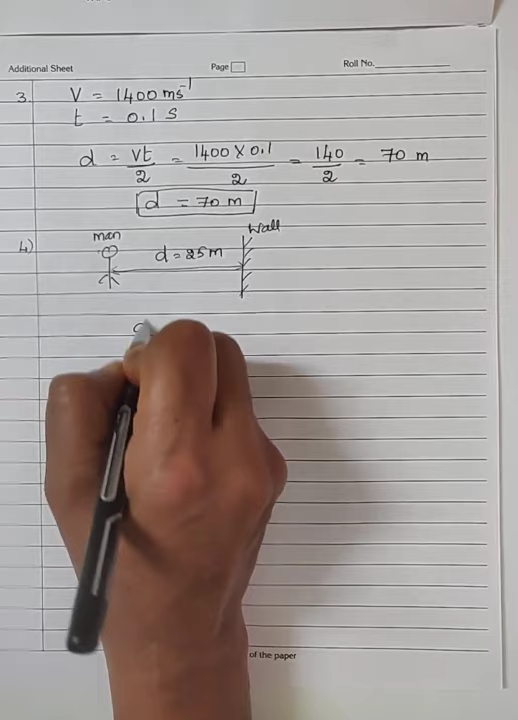 Additional Sheet Page Roll No.
3. V = 1400 ms⁻¹
t = 0.1 s
d = Vt/2 = 1400 X 0.1/2 = 140/2 = 70 m
d = 70 m
4) man d = 25m Wall
of the paper